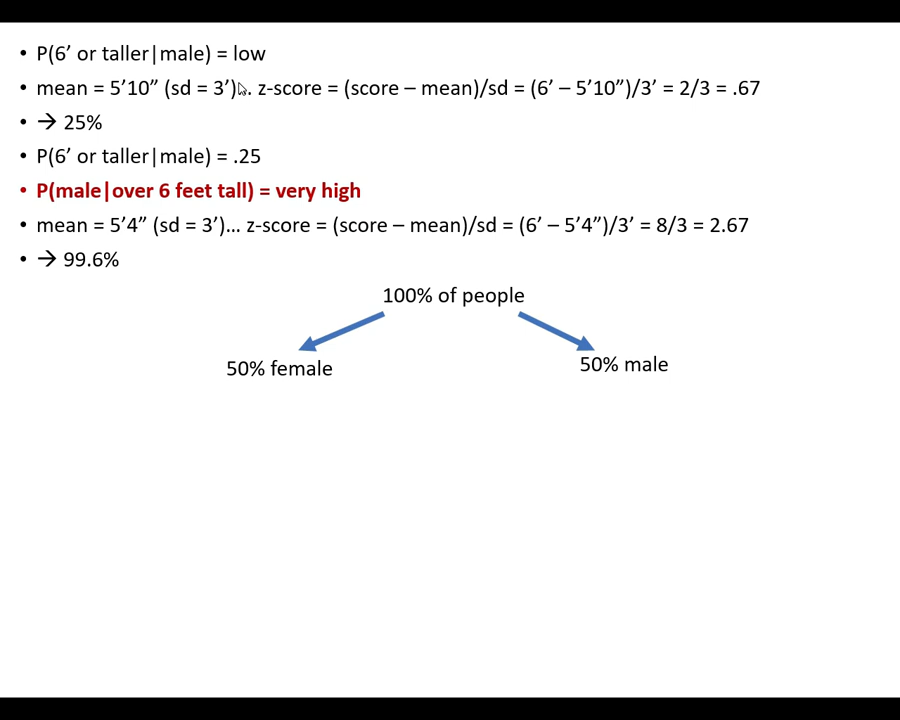 • P(6’ or taller|male) = low
• mean = 5’10” (sd = 3’)… z-score = (score – mean)/sd = (6’ – 5’10”)/3’ = 2/3 = .67
• → 25%
• P(6’ or taller|male) = .25
• P(male|over 6 feet tall) = very high
• mean = 5’4” (sd = 3’)… z-score = (score – mean)/sd = (6’ – 5’4”)/3’ = 8/3 = 2.67
• → 99.6%
100% of people
50% female
50% male